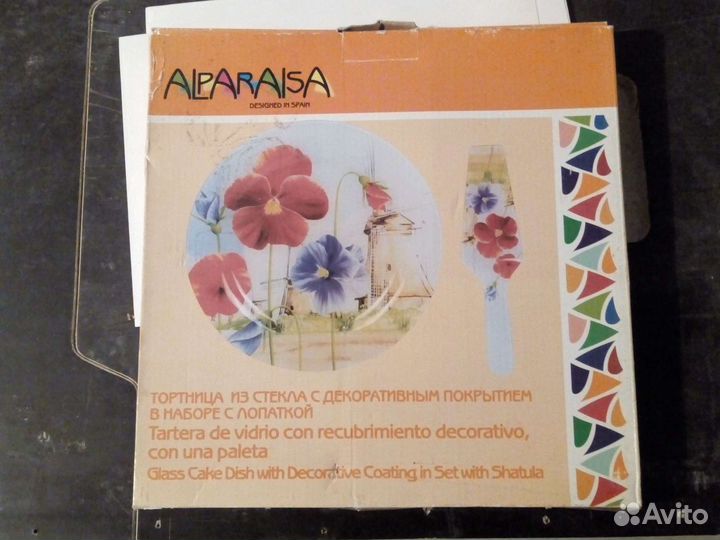 ALPARAISA
DESIGNED IN SPAIN
ТОРТНИЦА ИЗ СТЕКЛА С ДЕКОРАТИВНЫМ ПОКРЫТИЕМ
В НАБОРЕ С ЛОПАТКОЙ
Tartera de vidrio con recubrimiento decorativo,
con una paleta
Glass Cake Dish with Decorative Coating in Set with Shatula
Avito